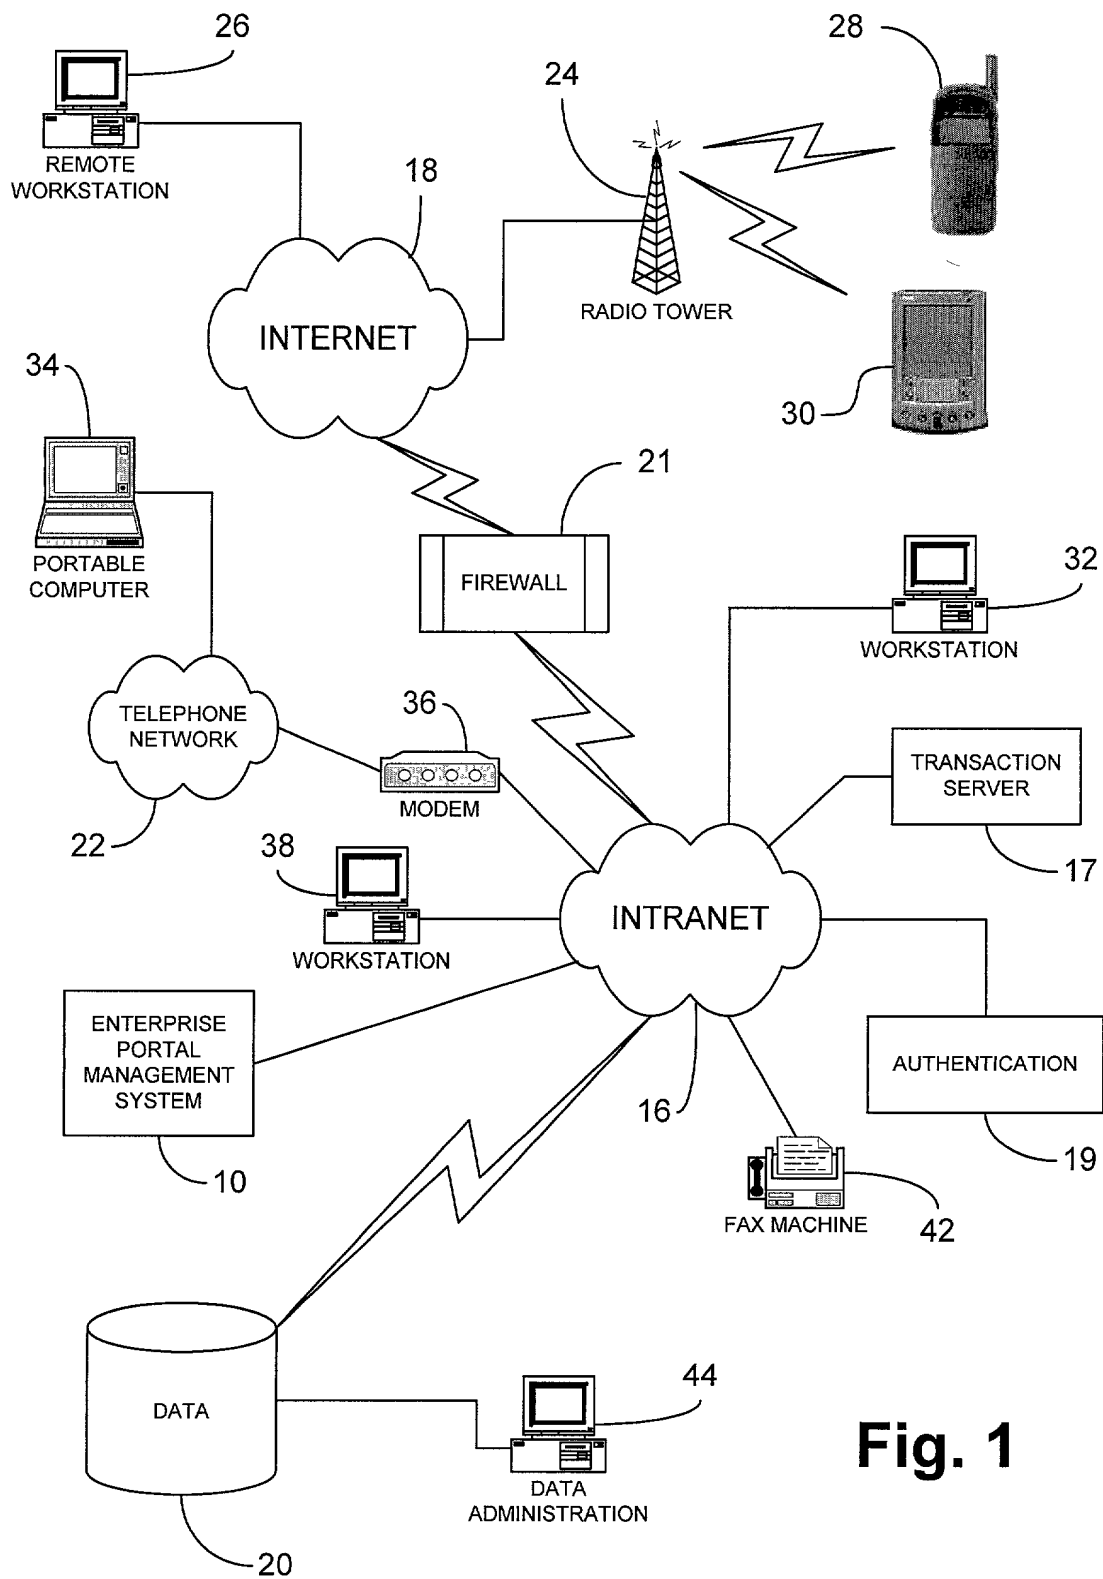 26
28
24
REMOTE
WORKSTATION
18
RADIO TOWER
INTERNET
34
30
21
PORTABLE
COMPUTER
FIREWALL
32
WORKSTATION
TELEPHONE
NETWORK
36
MODEM
TRANSACTION
SERVER
22
38
17
INTRANET
WORKSTATION
ENTERPRISE
PORTAL
MANAGEMENT
SYSTEM
AUTHENTICATION
16
10
19
FAX MACHINE
42
DATA
44
DATA
ADMINISTRATION
Fig. 1
20